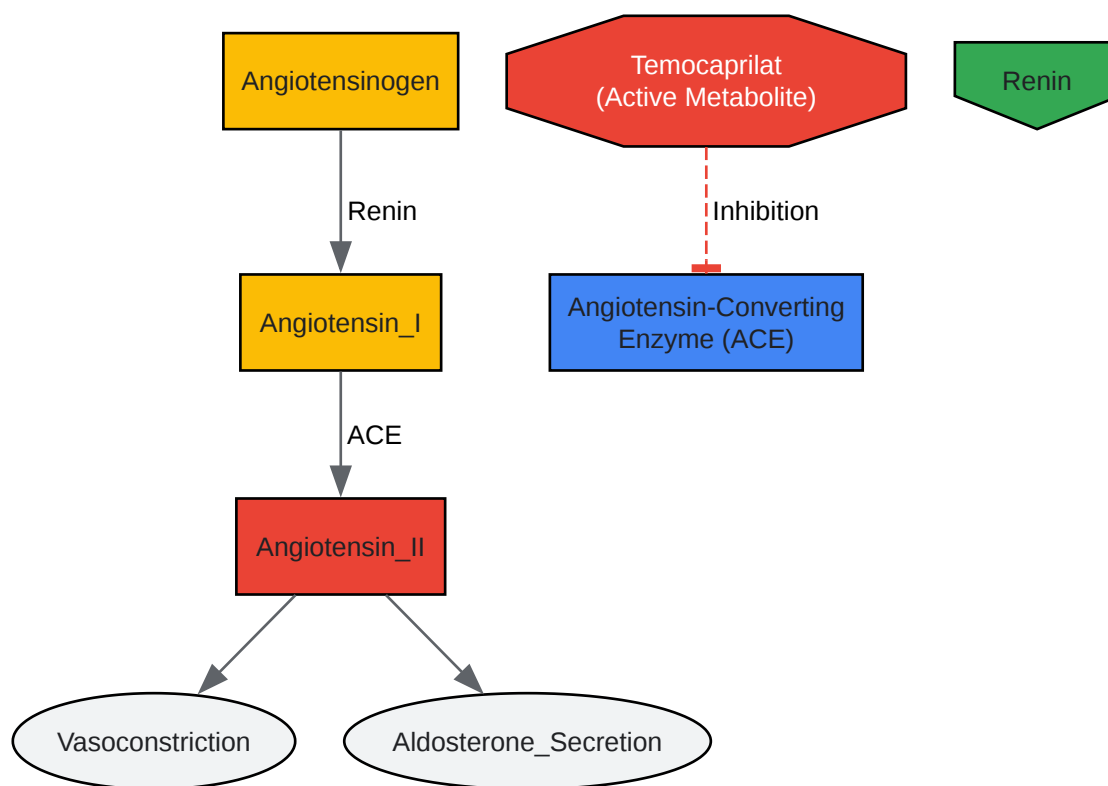 Angiotensinogen
Temocaprilat
(Active Metabolite)
Renin
Renin
Inhibition
Angiotensin_I
Angiotensin-Converting
Enzyme (ACE)
ACE
Angiotensin_II
Vasoconstriction
Aldosterone_Secretion